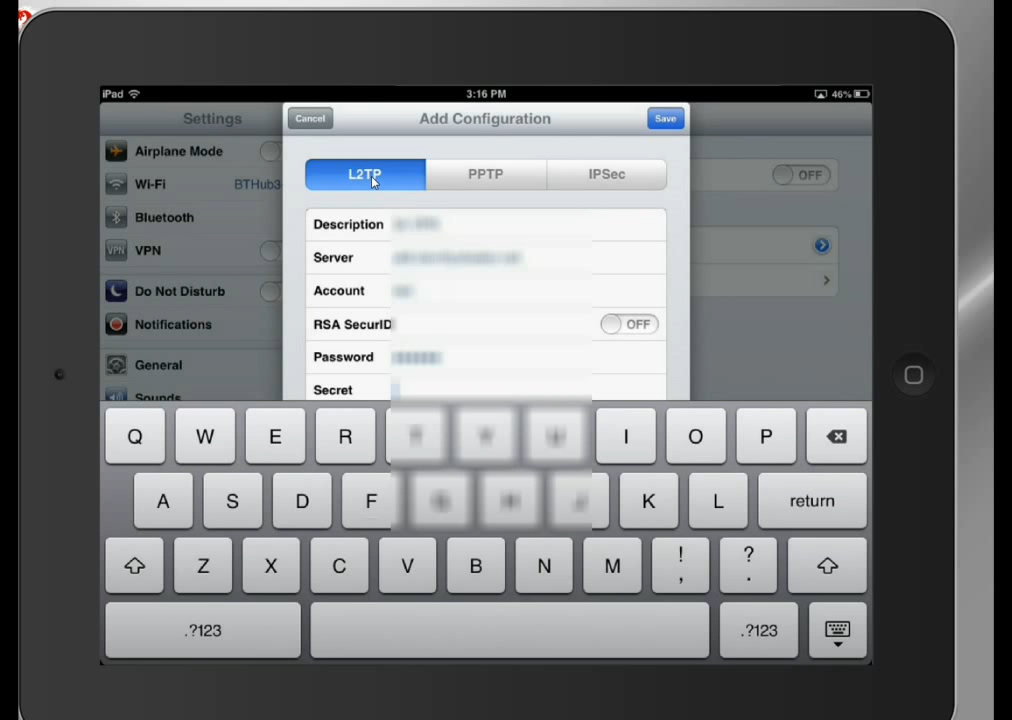 iPad
3:16 PM
46%
Settings
Cancel
Add Configuration
Save
Airplane Mode
L2TP
PPTP
IPSec
OFF
Wi-Fi
BTHub3
Bluetooth
Description
VPN
VPN
Server
Do Not Disturb
Account
Notifications
RSA SecurID
OFF
General
Password
Sounds
Secret
Q W E R I O P
A S D F K L return
Z X C V B N M ! , ? .
.?123 .?123